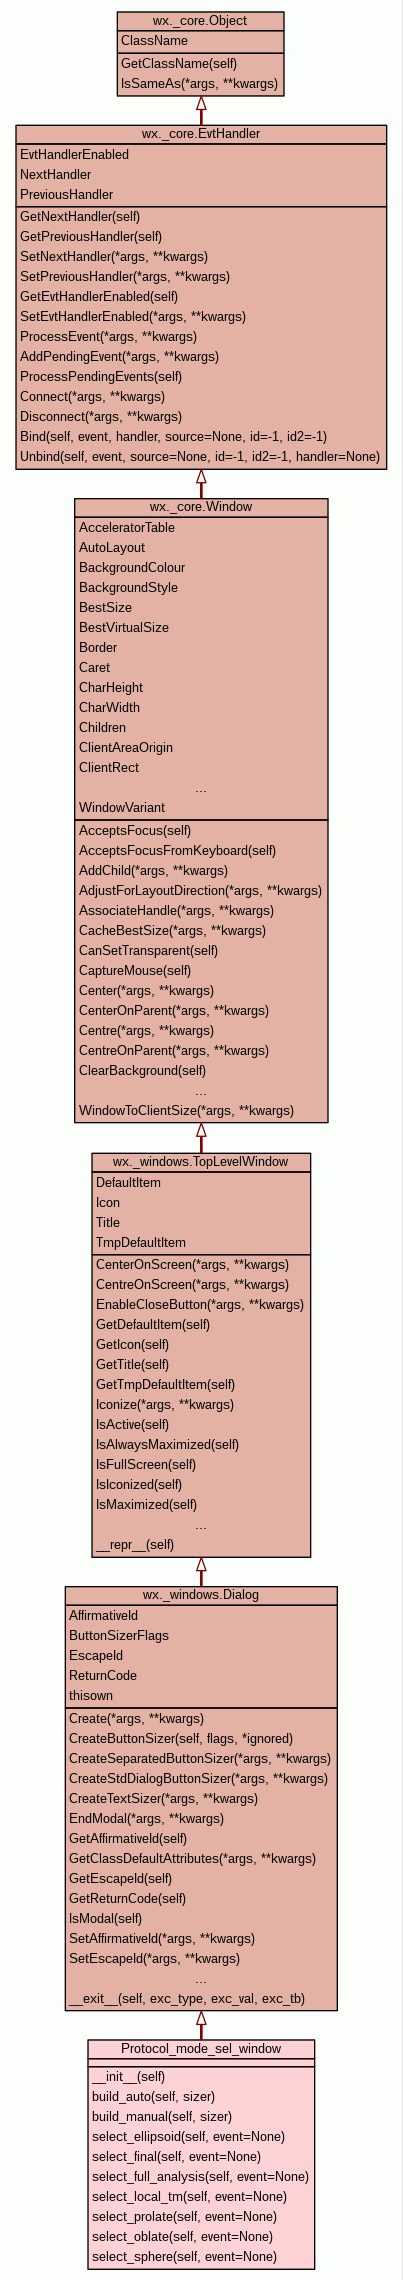 wx._core.Object
ClassName
GetClassName(self)
IsSameAs(*args, **kwargs)
wx._core.EvtHandler
EvtHandlerEnabled
NextHandler
PreviousHandler
GetNextHandler(self)
GetPreviousHandler(self)
SetNextHandler(*args, **kwargs)
SetPreviousHandler(*args, **kwargs)
GetEvtHandlerEnabled(self)
SetEvtHandlerEnabled(*args, **kwargs)
ProcessEvent(*args, **kwargs)
AddPendingEvent(*args, **kwargs)
ProcessPendingEvents(self)
Connect(*args, **kwargs)
Disconnect(*args, **kwargs)
Bind(self, event, handler, source=None, id=-1, id2=-1)
Unbind(self, event, source=None, id=-1, id2=-1, handler=None)
wx._core.Window
AcceleratorTable
AutoLayout
BackgroundColour
BackgroundStyle
BestSize
BestVirtualSize
Border
Caret
CharHeight
CharWidth
Children
ClientAreaOrigin
ClientRect
...
WindowVariant
AcceptsFocus(self)
AcceptsFocusFromKeyboard(self)
AddChild(*args, **kwargs)
AdjustForLayoutDirection(*args, **kwargs)
AssociateHandle(*args, **kwargs)
CacheBestSize(*args, **kwargs)
CanSetTransparent(self)
CaptureMouse(self)
Center(*args, **kwargs)
CenterOnParent(*args, **kwargs)
Centre(*args, **kwargs)
CentreOnParent(*args, **kwargs)
ClearBackground(self)
...
WindowToClientSize(*args, **kwargs)
wx._windows.TopLevelWindow
DefaultItem
Icon
Title
TmpDefaultItem
CenterOnScreen(*args, **kwargs)
CentreOnScreen(*args, **kwargs)
EnableCloseButton(*args, **kwargs)
GetDefaultItem(self)
GetIcon(self)
GetTitle(self)
GetTmpDefaultItem(self)
Iconize(*args, **kwargs)
IsActive(self)
IsAlwaysMaximized(self)
IsFullScreen(self)
IsIconized(self)
IsMaximized(self)
...
__repr__(self)
wx._windows.Dialog
AffirmativeId
ButtonSizerFlags
EscapeId
ReturnCode
thisown
Create(*args, **kwargs)
CreateButtonSizer(self, flags, *ignored)
CreateSeparatedButtonSizer(*args, **kwargs)
CreateStdDialogButtonSizer(*args, **kwargs)
CreateTextSizer(*args, **kwargs)
EndModal(*args, **kwargs)
GetAffirmativeId(self)
GetClassDefaultAttributes(*args, **kwargs)
GetEscapeId(self)
GetReturnCode(self)
IsModal(self)
SetAffirmativeId(*args, **kwargs)
SetEscapeId(*args, **kwargs)
...
__exit__(self, exc_type, exc_val, exc_tb)
Protocol_mode_sel_window
__init__(self)
build_auto(self, sizer)
build_manual(self, sizer)
select_ellipsoid(self, event=None)
select_final(self, event=None)
select_full_analysis(self, event=None)
select_local_tm(self, event=None)
select_prolate(self, event=None)
select_oblate(self, event=None)
select_sphere(self, event=None)